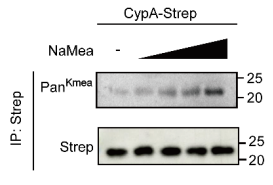 CypA-Strep
NaMea -
Pan^Kmea 25
20
IP: Strep
Strep 25
20